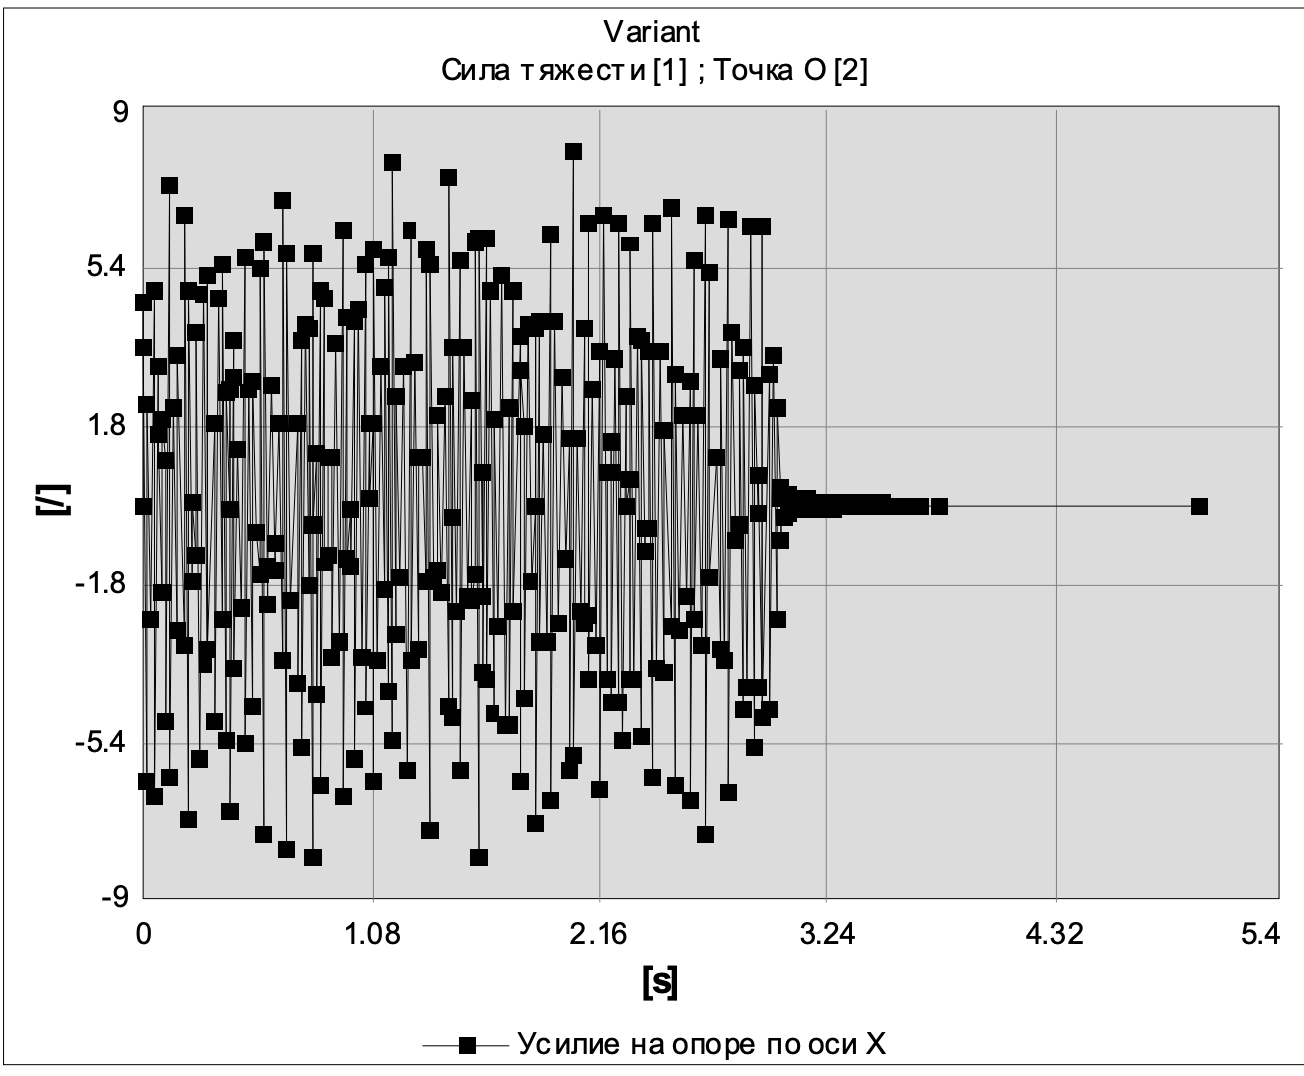 Variant
Сила тяжести [1] ; Точка O [2]
9
5.4
1.8
-1.8
-5.4
-9
[/]
0 1.08 2.16 3.24 4.32 5.4
[s]
Усилие на опоре по оси X